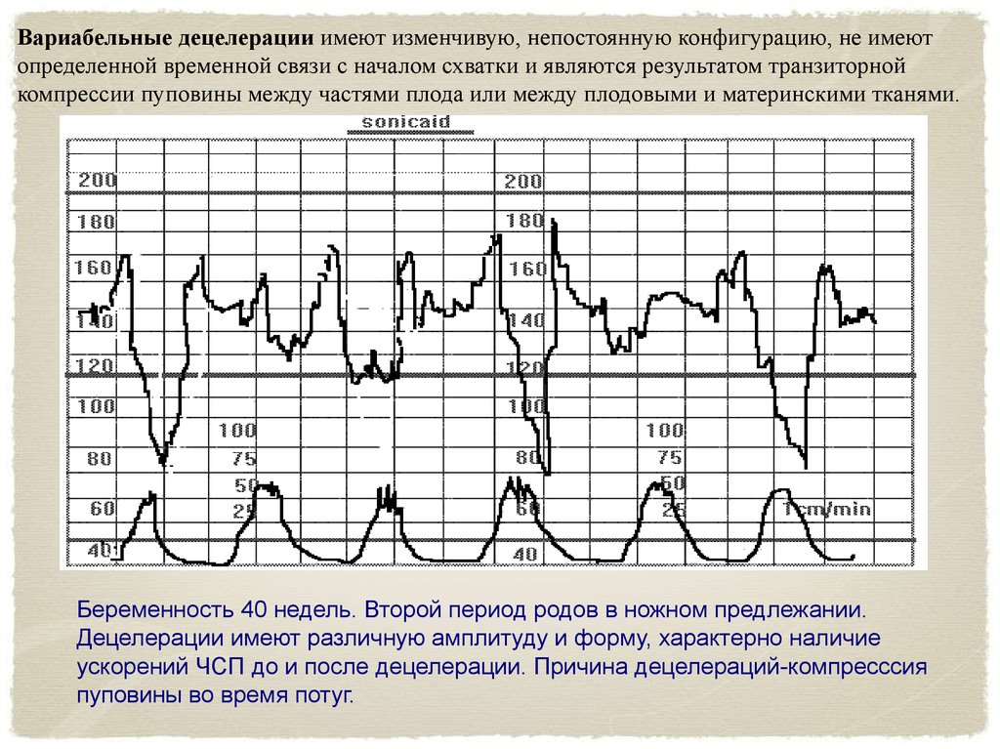 Вариабельные децелерации имеют изменчивую, непостоянную конфигурацию, не имеют
определенной временной связи с началом схватки и являются результатом транзиторной
компрессии пуповины между частями плода или между плодовыми и материнскими тканями.
sonicaid
200 200
180 180
160 160
140 140
120 120
100 100
100 100
80 75 80 75
50 50
60 25 60 25 1cm/min
40 40
Беременность 40 недель. Второй период родов в ножном предлежании.
Децелерации имеют различную амплитуду и форму, характерно наличие
ускорений ЧСП до и после децелерации. Причина децелераций-компресссия
пуповины во время потуг.